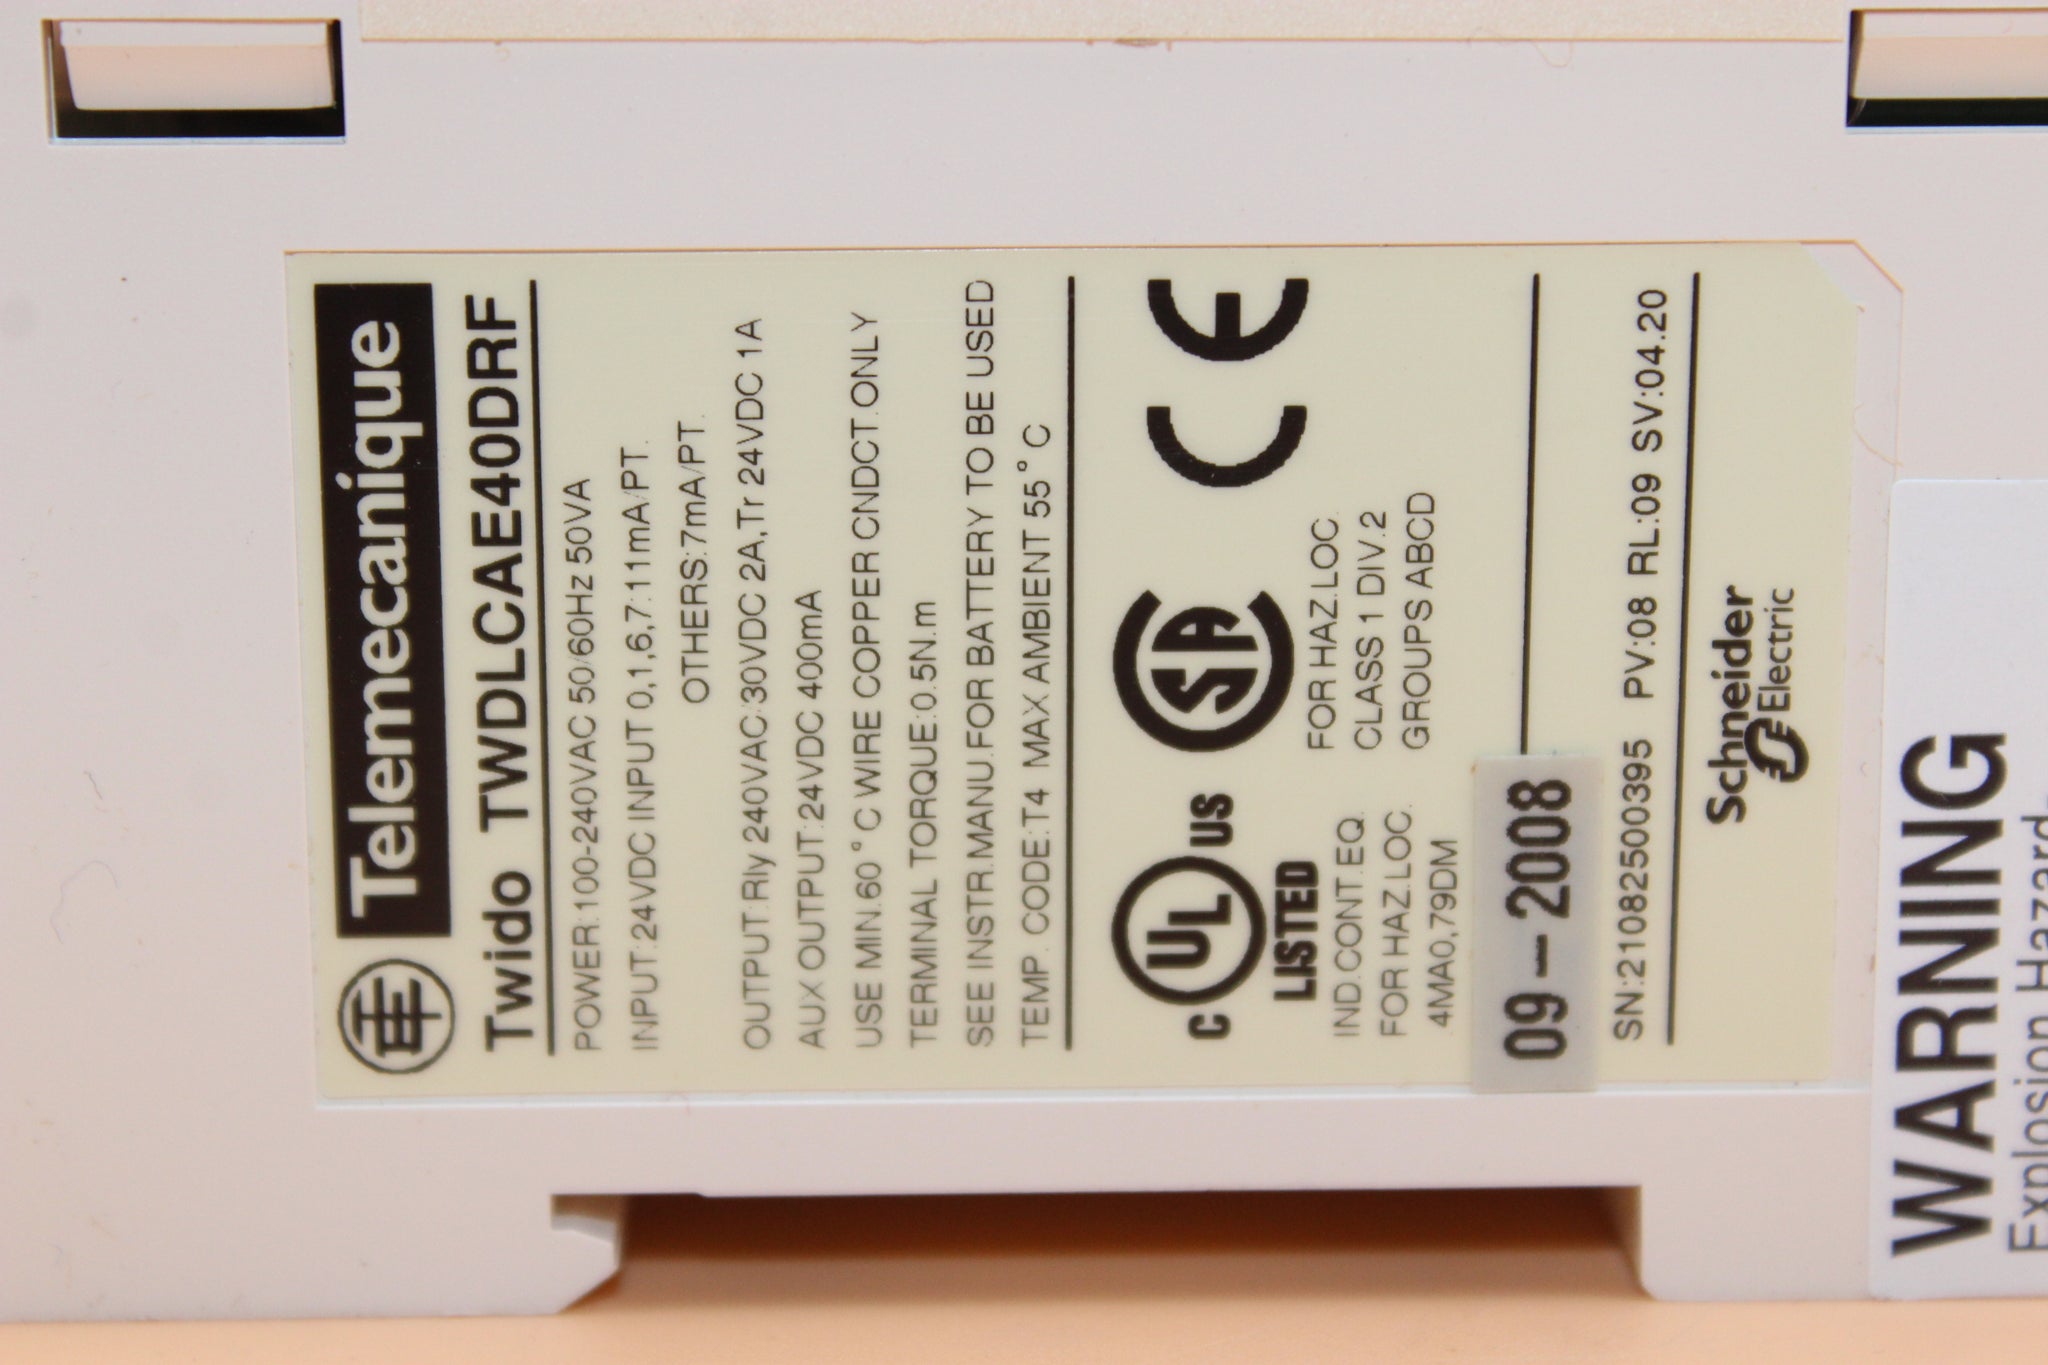 Telemecanique
Twido TWDLCAE40DRF
POWER:100-240VAC 50/60Hz 50VA
INPUT:24VDC INPUT 0,1,6,7:11mA/PT.
OTHERS:7mA/PT.
OUTPUT:Rly 240VAC/30VDC 2A,Tr 24VDC 1A
AUX OUTPUT:24VDC 400mA
USE MIN.60°C WIRE COPPER CNDCT.ONLY
TERMINAL TORQUE:0.5N.m
SEE INSTR.MANU.FOR BATTERY TO BE USED
TEMP. CODE:T4 MAX AMBIENT 55°C
C UL US
LISTED
IND.CONT.EQ.
FOR HAZ.LOC.
4MA0,79DM
SA
FOR HAZ.LOC.
CLASS 1 DIV.2
GROUPS ABCD
CE
09-2008
SN:21082500395 PV:08 RL:09 SV:04.20
Schneider
Electric
WARNING
Explosion Hazard